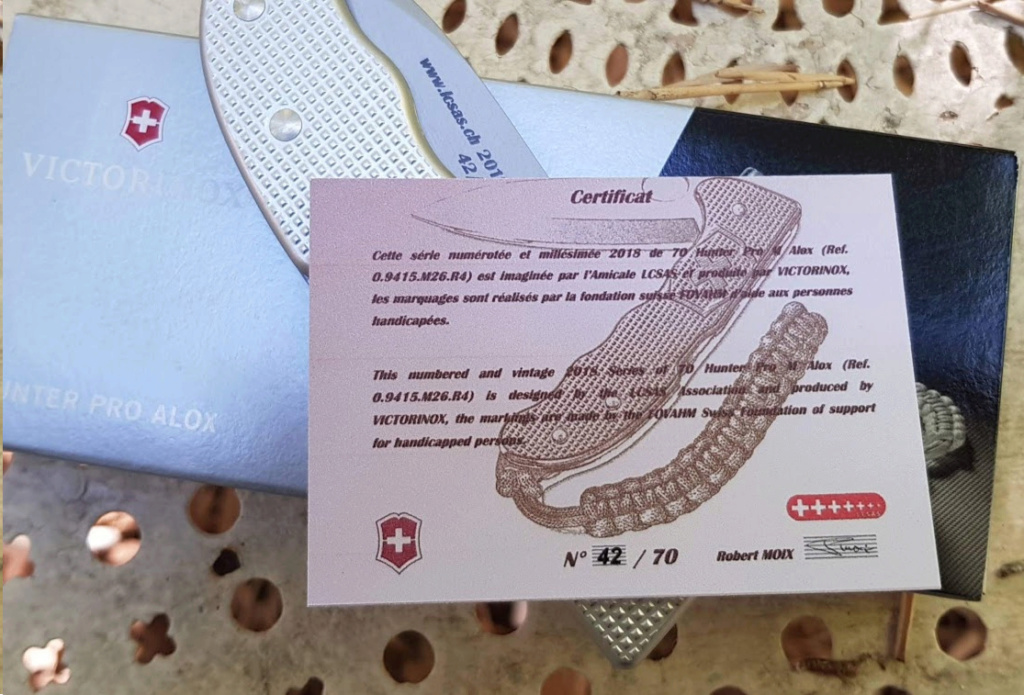 www.lcsas.ch 201
42
VICTORINOX
UNTER PRO ALOX
Certificat
Cette série numérotée et millésimée 2018 de 70 Hunter Pro M Alox (Ref.
0.9415.M26.R4) est imaginée par l'Amicale LCSAS et produite par VICTORINOX,
les marquages sont réalisés par la fondation suisse FOVAHM d'aide aux personnes
handicapées.
This numbered and vintage 2018 Series of 70 Hunter Pro M Alox (Ref.
0.9415.M26.R4) is designed by the LCSAS Association and produced by
VICTORINOX, the markings are made by the FOVAHM Swiss Foundation of support
for handicapped persons.
N° 42 / 70
Robert MOIX